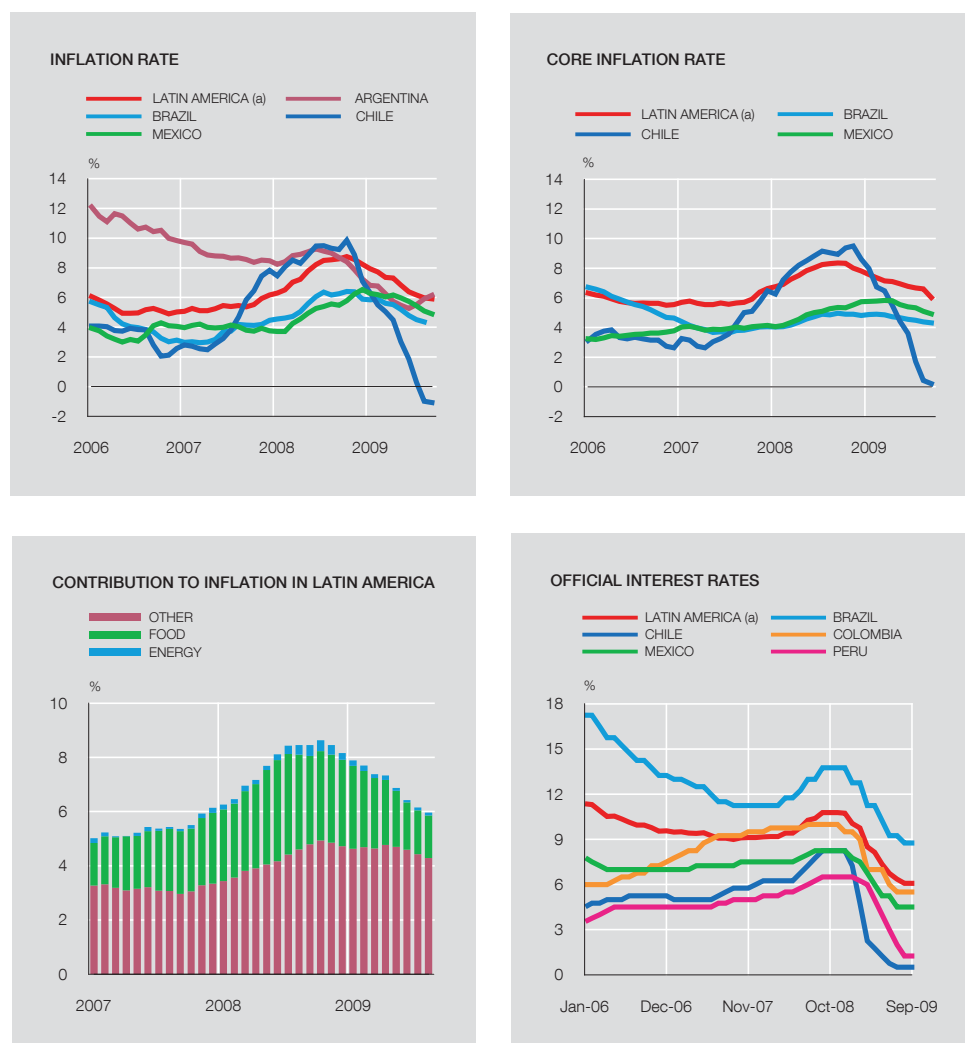 INFLATION RATE
LATIN AMERICA (a) ARGENTINA
BRAZIL CHILE
MEXICO
%
14
12
10
8
6
4
2
0
-2
2006 2007 2008 2009
CORE INFLATION RATE
LATIN AMERICA (a) BRAZIL
CHILE MEXICO
%
14
12
10
8
6
4
2
0
-2
2006 2007 2008 2009
CONTRIBUTION TO INFLATION IN LATIN AMERICA
OTHER
FOOD
ENERGY
%
10
8
6
4
2
0
2007 2008 2009
OFFICIAL INTEREST RATES
LATIN AMERICA (a) BRAZIL
CHILE COLOMBIA
MEXICO PERU
%
18
15
12
9
6
3
0
Jan-06 Dec-06 Nov-07 Oct-08 Sep-09